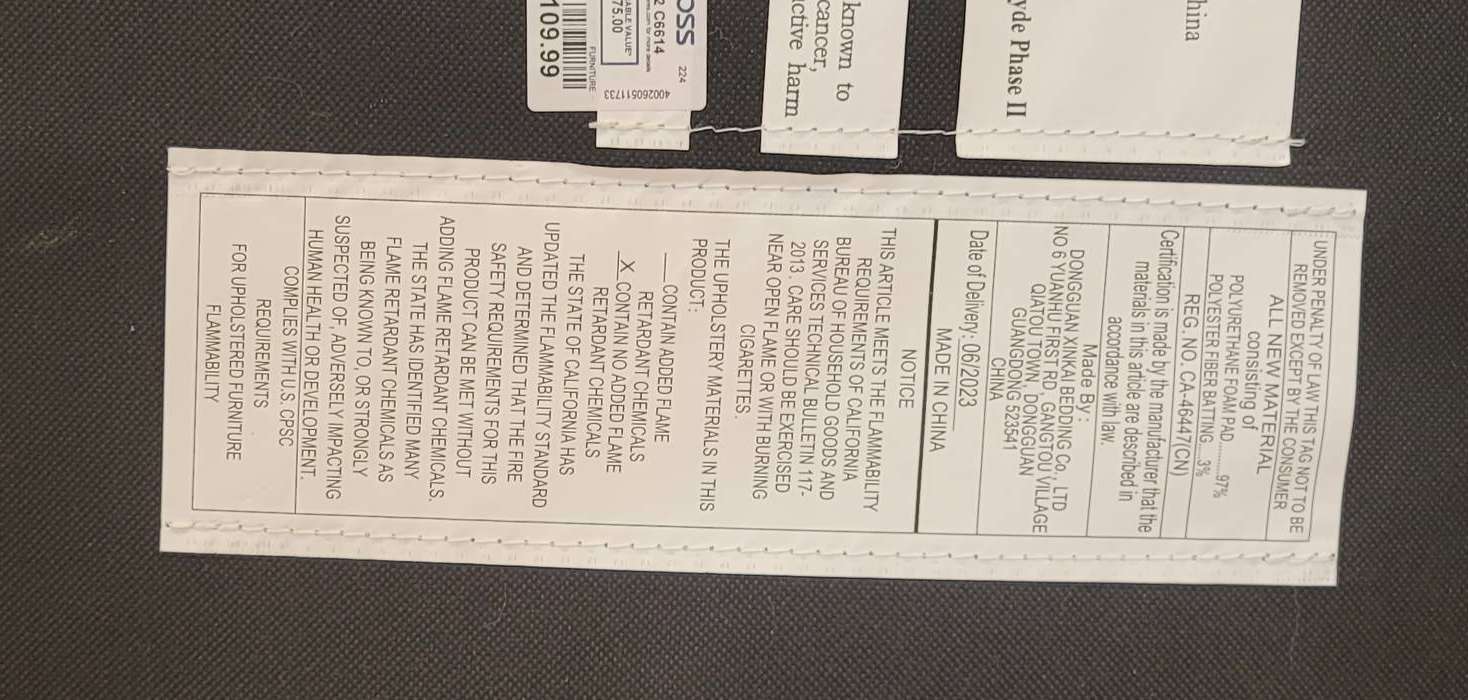 UNDER PENALTY OF LAW THIS TAG NOT TO BE
REMOVED EXCEPT BY THE CONSUMER
ALL NEW MATERIAL
consisting of
POLYURETHANE FOAM PAD..........97%
POLYESTER FIBER BATTING....3%
REG. NO. CA-46447(CN)
Certification is made by the manufacturer that the
materials in this article are described in
accordance with law.
Made By :
DONGGUAN XINKAI BEDDING Co., LTD
NO 6 YUANHU FIRST RD , GANGTOU VILLAGE
QIATOU TOWN, DONGGUAN
GUANGDONG 523541
CHINA
Date of Delivery: 06/2023
MADE IN CHINA
NOTICE
THIS ARTICLE MEETS THE FLAMMABILITY
REQUIREMENTS OF CALIFORNIA
BUREAU OF HOUSEHOLD GOODS AND
SERVICES TECHNICAL BULLETIN 117-
2013 . CARE SHOULD BE EXERCISED
NEAR OPEN FLAME OR WITH BURNING
CIGARETTES .
THE UPHOLSTERY MATERIALS IN THIS
PRODUCT :
____CONTAIN ADDED FLAME
RETARDANT CHEMICALS
_X_CONTAIN NO ADDED FLAME
RETARDANT CHEMICALS
THE STATE OF CALIFORNIA HAS
UPDATED THE FLAMMABILITY STANDARD
AND DETERMINED THAT THE FIRE
SAFETY REQUIREMENTS FOR THIS
PRODUCT CAN BE MET WITHOUT
ADDING FLAME RETARDANT CHEMICALS.
THE STATE HAS IDENTIFIED MANY
FLAME RETARDANT CHEMICALS AS
BEING KNOWN TO, OR STRONGLY
SUSPECTED OF, ADVERSELY IMPACTING
HUMAN HEALTH OR DEVELOPMENT.
COMPLIES WITH U.S. CPSC
REQUIREMENTS
FOR UPHOLSTERED FURNITURE
FLAMMABILITY
hina
yde Phase II
known to
cancer,
ctive harm
OSS
224
2 C6614
ABLE VALUE*
75.00
FURNITURE
400260511733
109.99